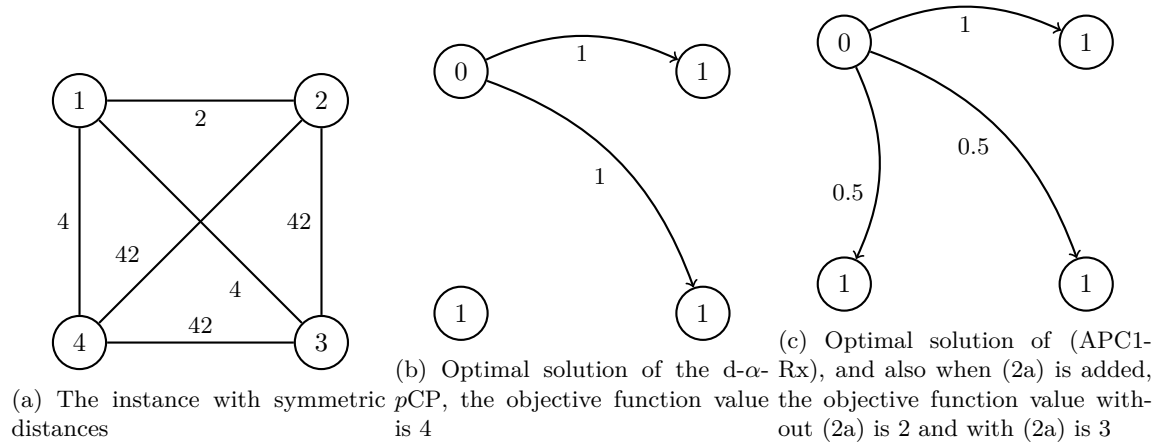 1
2
2
4
42
42
4
4
42
3
(a) The instance with symmetric
distances
0
1
1
1
1
1
(b) Optimal solution of the d-α-
pCP, the objective function value
is 4
0
1
1
0.5
0.5
1
1
(c) Optimal solution of (APC1-
Rx), and also when (2a) is added,
the objective function value with-
out (2a) is 2 and with (2a) is 3